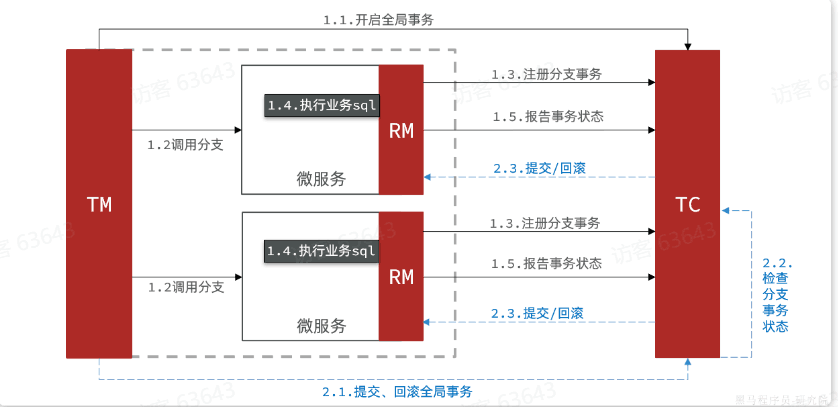 1.1.开启全局事务
访客 63643
访客 63643
访客 63643
1.3.注册分支事务
1.4.执行业务sql
RM
1.5.报告事务状态
1.2调用分支
2.3.提交/回滚
微服务
TM
TC
1.3.注册分支事务
访客 63643
访客 63643
访客 63643
1.4.执行业务sql
RM
1.5.报告事务状态
2.2.
检查
分支
事务
状态
1.2调用分支
2.3.提交/回滚
微服务
2.1.提交、回滚全局事务
访客 63643
访客 63643